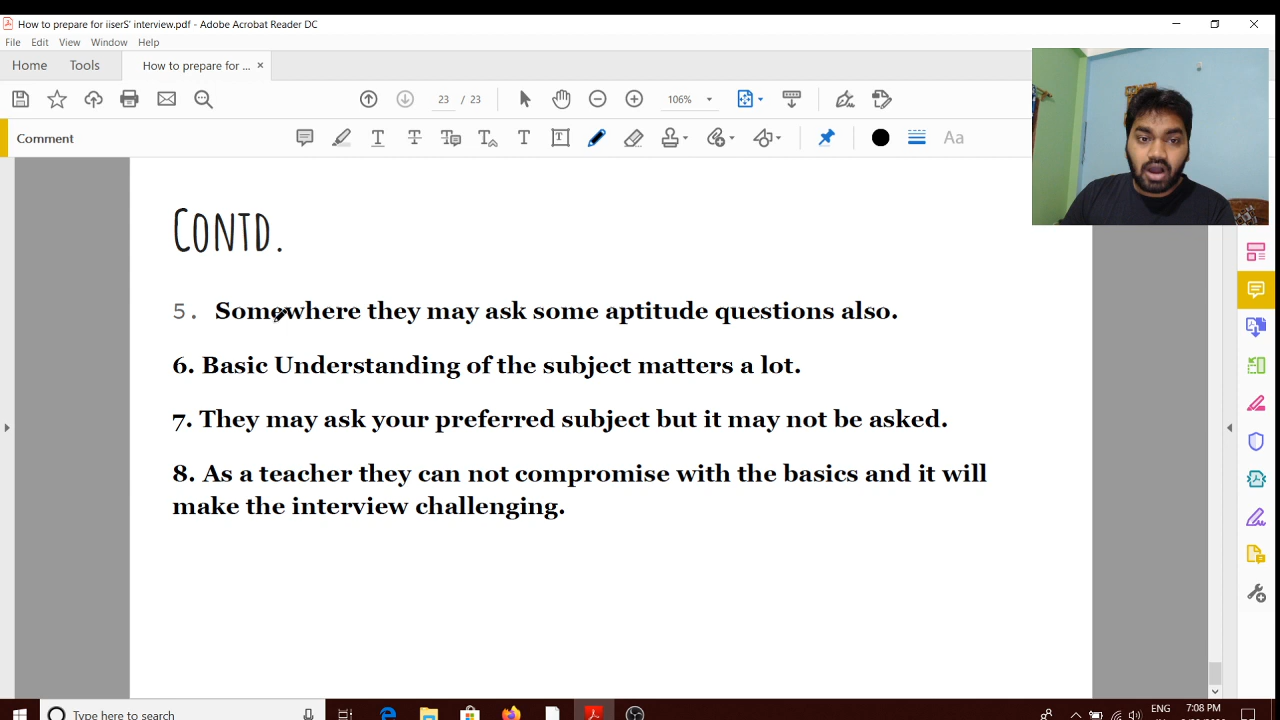 How to prepare for iiserS' interview.pdf - Adobe Acrobat Reader DC
File Edit View Window Help
Home Tools How to prepare for ... ×
23 / 23 106%
Comment
Aa
CONTD.
5. Somewhere they may ask some aptitude questions also.
6. Basic Understanding of the subject matters a lot.
7. They may ask your preferred subject but it may not be asked.
8. As a teacher they can not compromise with the basics and it will
make the interview challenging.
Type here to search
ENG 7:08 PM